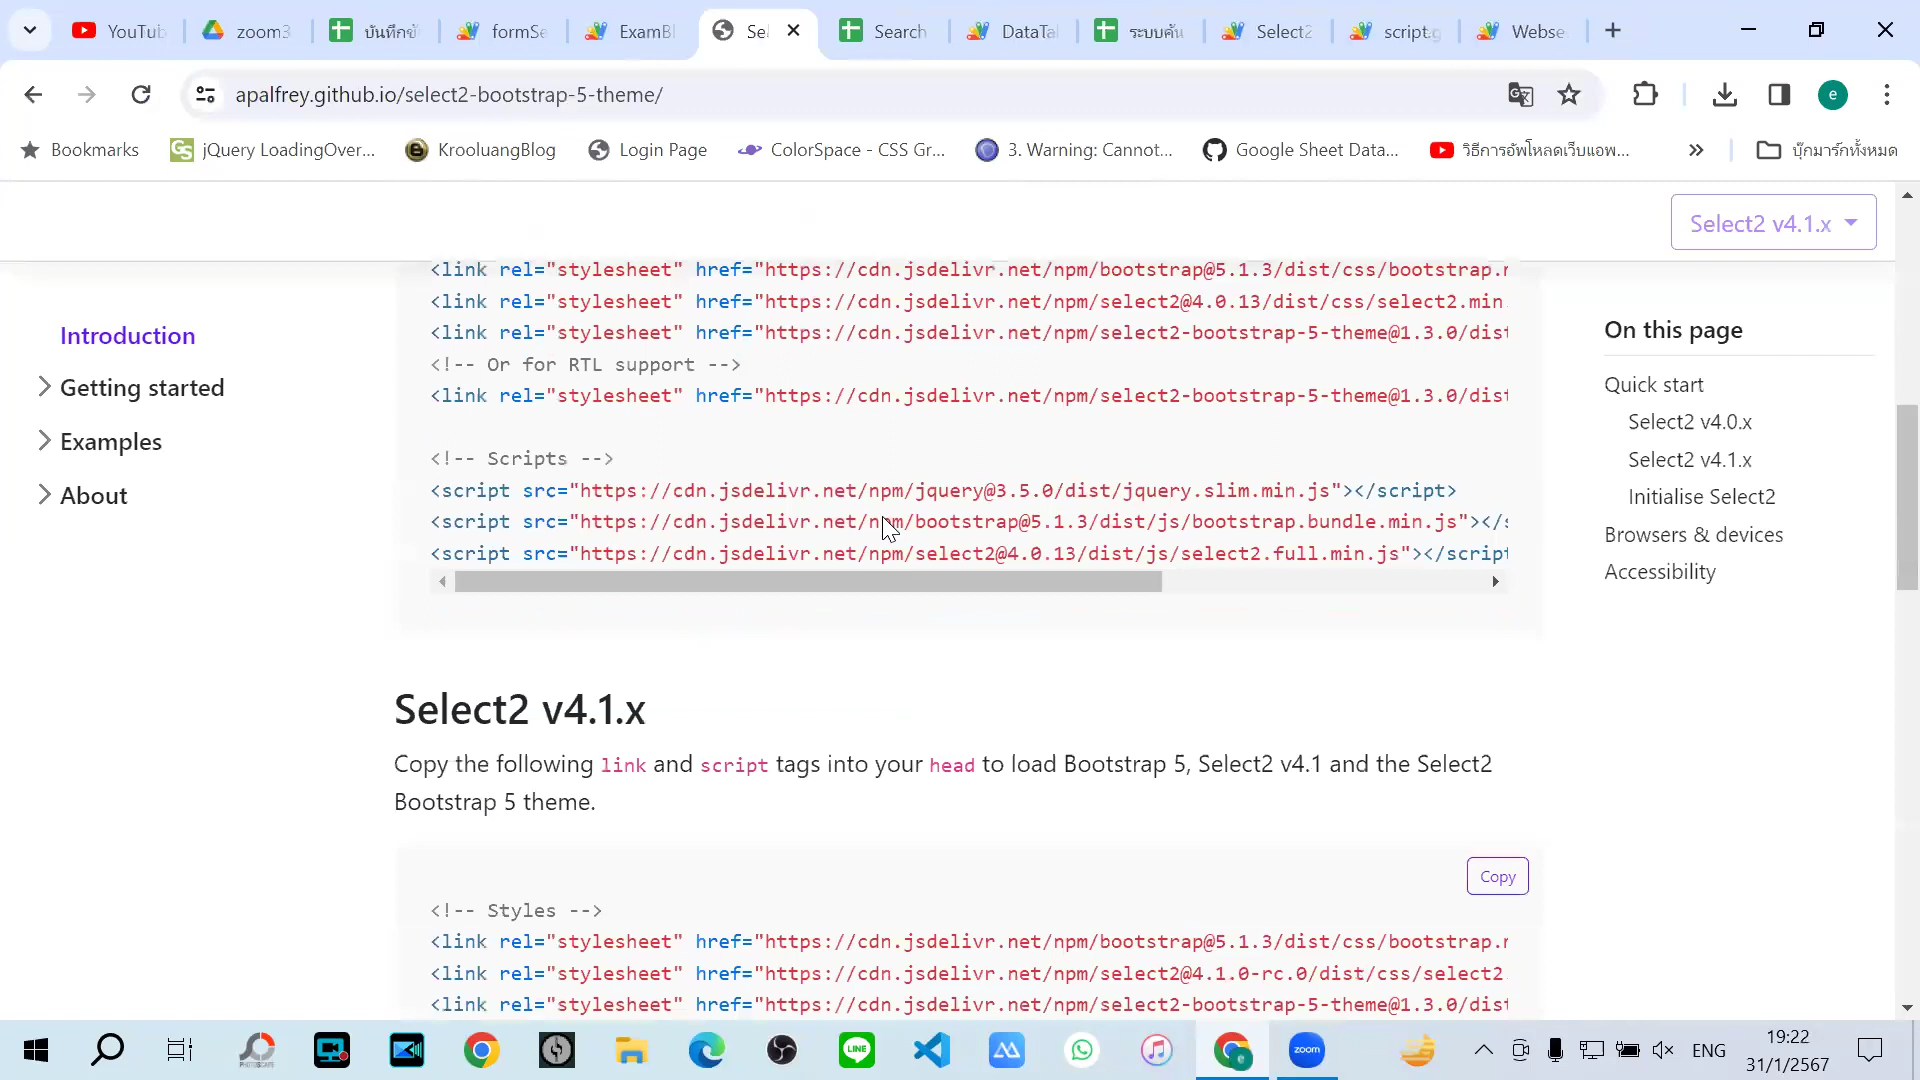 YouTub
zoom3
บันทึกข้
formSe
ExamBl
Sel
Search
DataTal
ระบบค้น
Select2
script.g
Webse
apalfrey.github.io/select2-bootstrap-5-theme/
e
Bookmarks
jQuery LoadingOver...
KrooluangBlog
Login Page
ColorSpace - CSS Gr...
3. Warning: Cannot...
Google Sheet Data...
วิธีการอัพโหลดเว็บแอพ...
บุ๊กมาร์กทั้งหมด
Select2 v4.1.x
Introduction
Getting started
Examples
About
<link rel="stylesheet" href="https://cdn.jsdelivr.net/npm/bootstrap@5.1.3/dist/css/bootstrap.r
<link rel="stylesheet" href="https://cdn.jsdelivr.net/npm/select2@4.0.13/dist/css/select2.min.
<link rel="stylesheet" href="https://cdn.jsdelivr.net/npm/select2-bootstrap-5-theme@1.3.0/dist
<!-- Or for RTL support -->
<link rel="stylesheet" href="https://cdn.jsdelivr.net/npm/select2-bootstrap-5-theme@1.3.0/dist
<!-- Scripts -->
<script src="https://cdn.jsdelivr.net/npm/jquery@3.5.0/dist/jquery.slim.min.js"></script>
<script src="https://cdn.jsdelivr.net/npm/bootstrap@5.1.3/dist/js/bootstrap.bundle.min.js"></s
<script src="https://cdn.jsdelivr.net/npm/select2@4.0.13/dist/js/select2.full.min.js"></script
Select2 v4.1.x
Copy the following link and script tags into your head to load Bootstrap 5, Select2 v4.1 and the Select2
Bootstrap 5 theme.
Copy
<!-- Styles -->
<link rel="stylesheet" href="https://cdn.jsdelivr.net/npm/bootstrap@5.1.3/dist/css/bootstrap.r
<link rel="stylesheet" href="https://cdn.jsdelivr.net/npm/select2@4.1.0-rc.0/dist/css/select2.
<link rel="stylesheet" href="https://cdn.jsdelivr.net/npm/select2-bootstrap-5-theme@1.3.0/dist
On this page
Quick start
Select2 v4.0.x
Select2 v4.1.x
Initialise Select2
Browsers & devices
Accessibility
PHOTOSCAPE
LINE
zoom
ENG
19:22
31/1/2567